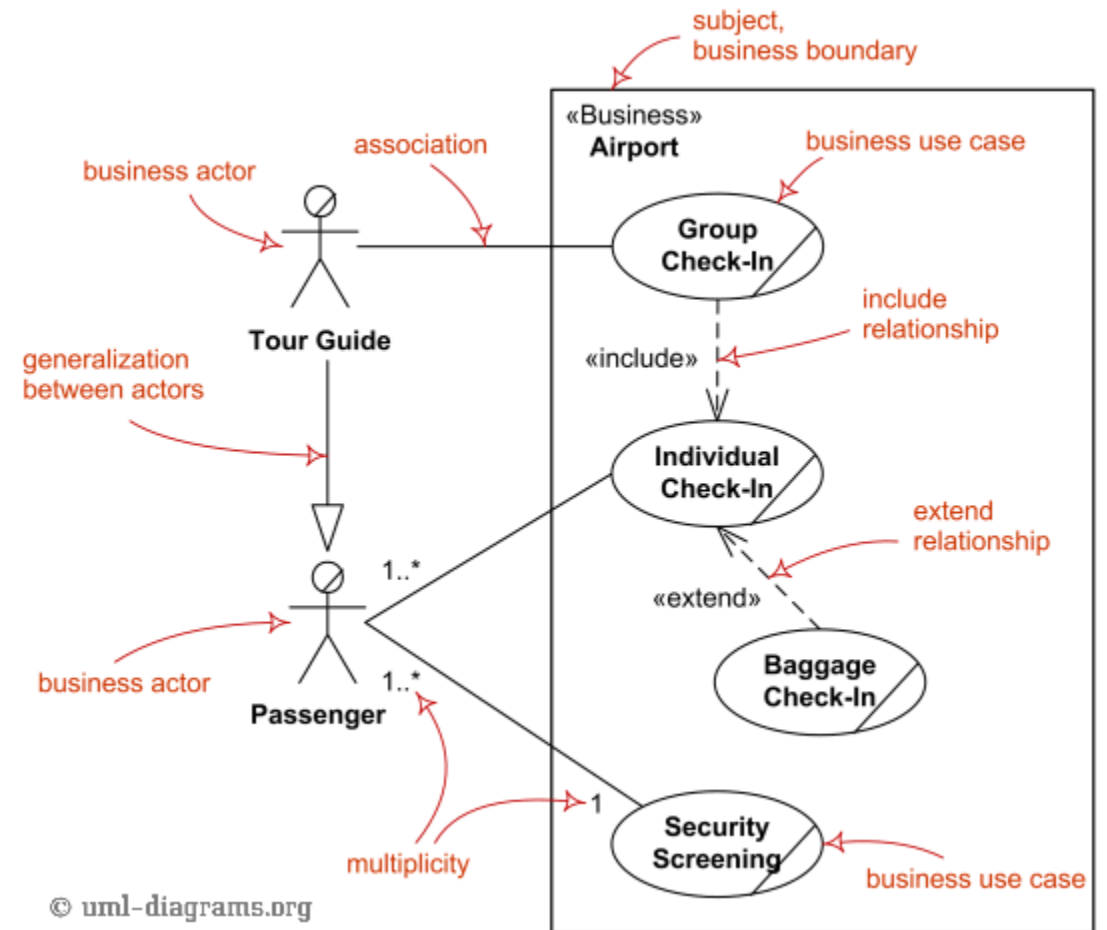 subject,
business boundary
«Business»
Airport
business use case
association
business actor
Group
Check-In
include
relationship
«include»
Tour Guide
generalization
between actors
Individual
Check-In
extend
relationship
«extend»
1..*
business actor
1..*
Passenger
Baggage
Check-In
1
multiplicity
Security
Screening
business use case
© uml-diagrams.org